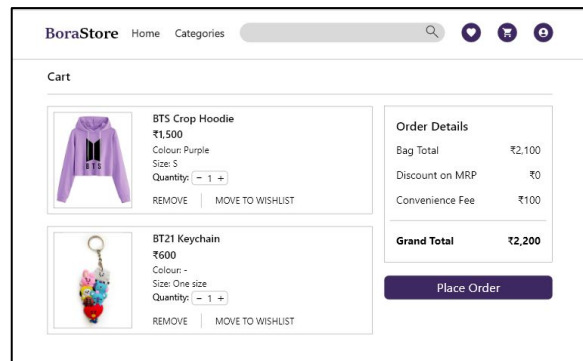 BoraStore Home Categories
Cart
BTS Crop Hoodie
₹1,500
Colour: Purple
Size: S
Quantity: − 1 +
REMOVE MOVE TO WISHLIST
BTS
BT21 Keychain
₹600
Colour: -
Size: One size
Quantity: − 1 +
REMOVE MOVE TO WISHLIST
Order Details
Bag Total ₹2,100
Discount on MRP ₹0
Convenience Fee ₹100
Grand Total ₹2,200
Place Order